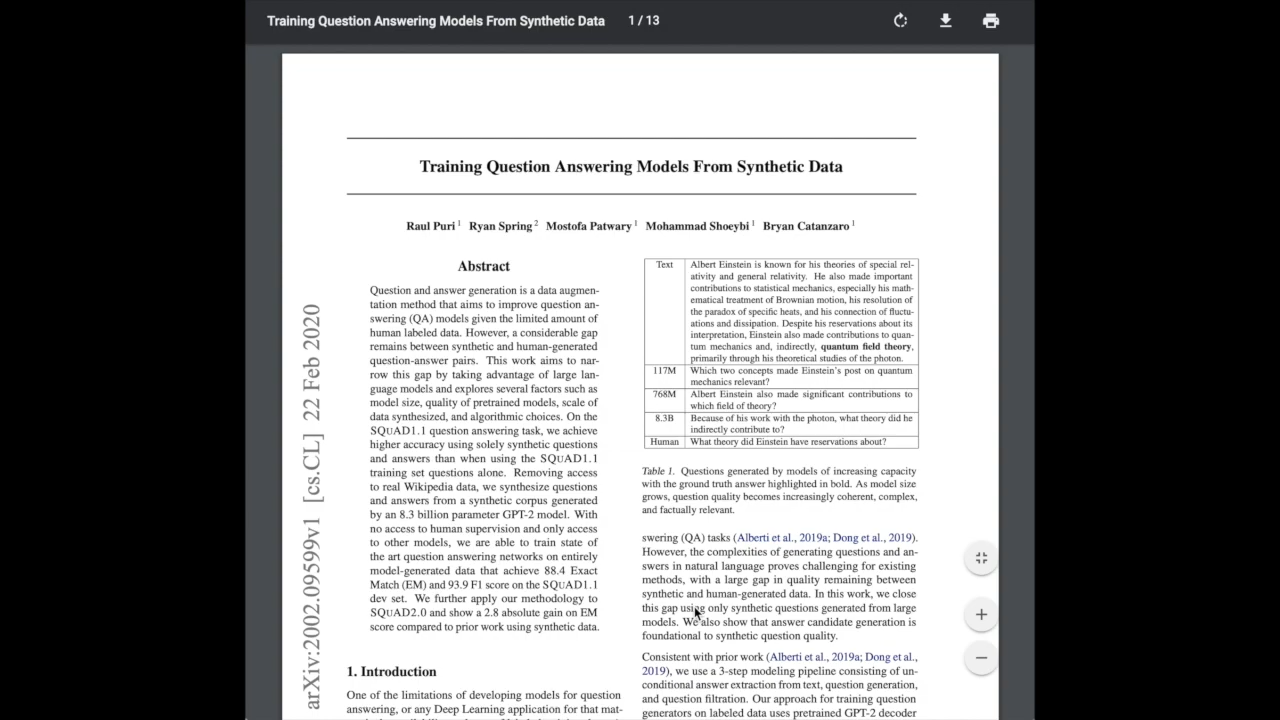 Training Question Answering Models From Synthetic Data
1 / 13
Training Question Answering Models From Synthetic Data
Raul Puri 1 Ryan Spring 2 Mostofa Patwary 1 Mohammad Shoeybi 1 Bryan Catanzaro 1
Abstract
Question and answer generation is a data augmen-
tation method that aims to improve question an-
swering (QA) models given the limited amount of
human labeled data. However, a considerable gap
remains between synthetic and human-generated
question-answer pairs. This work aims to nar-
row this gap by taking advantage of large lan-
guage models and explores several factors such as
model size, quality of pretrained models, scale of
data synthesized, and algorithmic choices. On the
SQUAD1.1 question answering task, we achieve
higher accuracy using solely synthetic questions
and answers than when using the SQUAD1.1
training set questions alone. Removing access
to real Wikipedia data, we synthesize questions
and answers from a synthetic corpus generated
by an 8.3 billion parameter GPT-2 model. With
no access to human supervision and only access
to other models, we are able to train state of
the art question answering networks on entirely
model-generated data that achieve 88.4 Exact
Match (EM) and 93.9 F1 score on the SQUAD1.1
dev set. We further apply our methodology to
SQUAD2.0 and show a 2.8 absolute gain on EM
score compared to prior work using synthetic data.
1. Introduction
One of the limitations of developing models for question
answering, or any Deep Learning application for that mat-
Text Albert Einstein is known for his theories of special rel-
ativity and general relativity. He also made important
contributions to statistical mechanics, especially his math-
ematical treatment of Brownian motion, his resolution of
the paradox of specific heats, and his connection of fluctu-
ations and dissipation. Despite his reservations about its
interpretation, Einstein also made contributions to quan-
tum mechanics and, indirectly, quantum field theory,
primarily through his theoretical studies of the photon.
117M Which two concepts made Einstein's post on quantum
mechanics relevant?
768M Albert Einstein also made significant contributions to
which field of theory?
8.3B Because of his work with the photon, what theory did he
indirectly contribute to?
Human What theory did Einstein have reservations about?
Table 1. Questions generated by models of increasing capacity
with the ground truth answer highlighted in bold. As model size
grows, question quality becomes increasingly coherent, complex,
and factually relevant.
swering (QA) tasks (Alberti et al., 2019a; Dong et al., 2019).
However, the complexities of generating questions and an-
swers in natural language proves challenging for existing
methods, with a large gap in quality remaining between
synthetic and human-generated data. In this work, we close
this gap using only synthetic questions generated from large
models. We also show that answer candidate generation is
foundational to synthetic question quality.
Consistent with prior work (Alberti et al., 2019a; Dong et al.,
2019), we use a 3-step modeling pipeline consisting of un-
conditional answer extraction from text, question generation,
and question filtration. Our approach for training question
generators on labeled data uses pretrained GPT-2 decoder
arXiv:2002.09599v1 [cs.CL] 22 Feb 2020